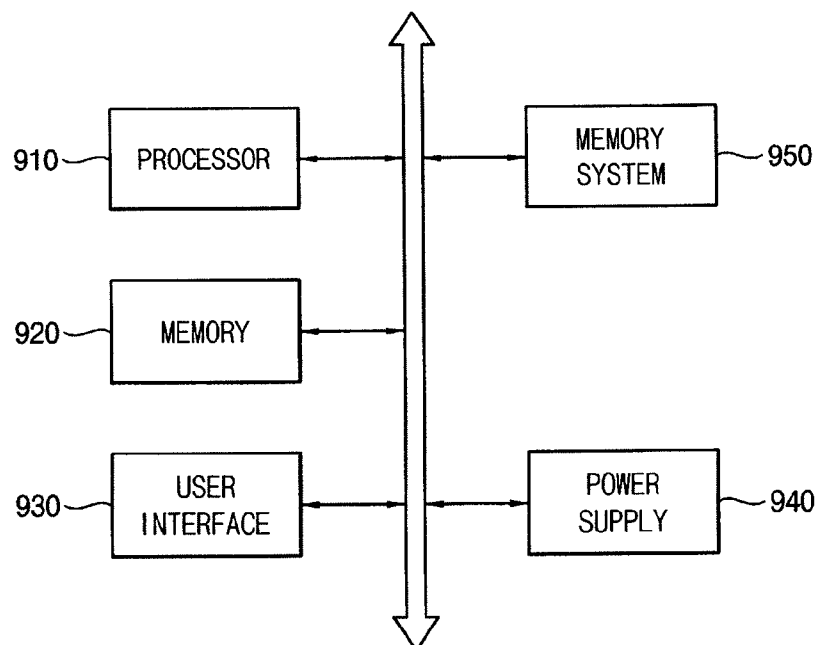 910
PROCESSOR
MEMORY
SYSTEM
950
920
MEMORY
930
USER
INTERFACE
POWER
SUPPLY
940